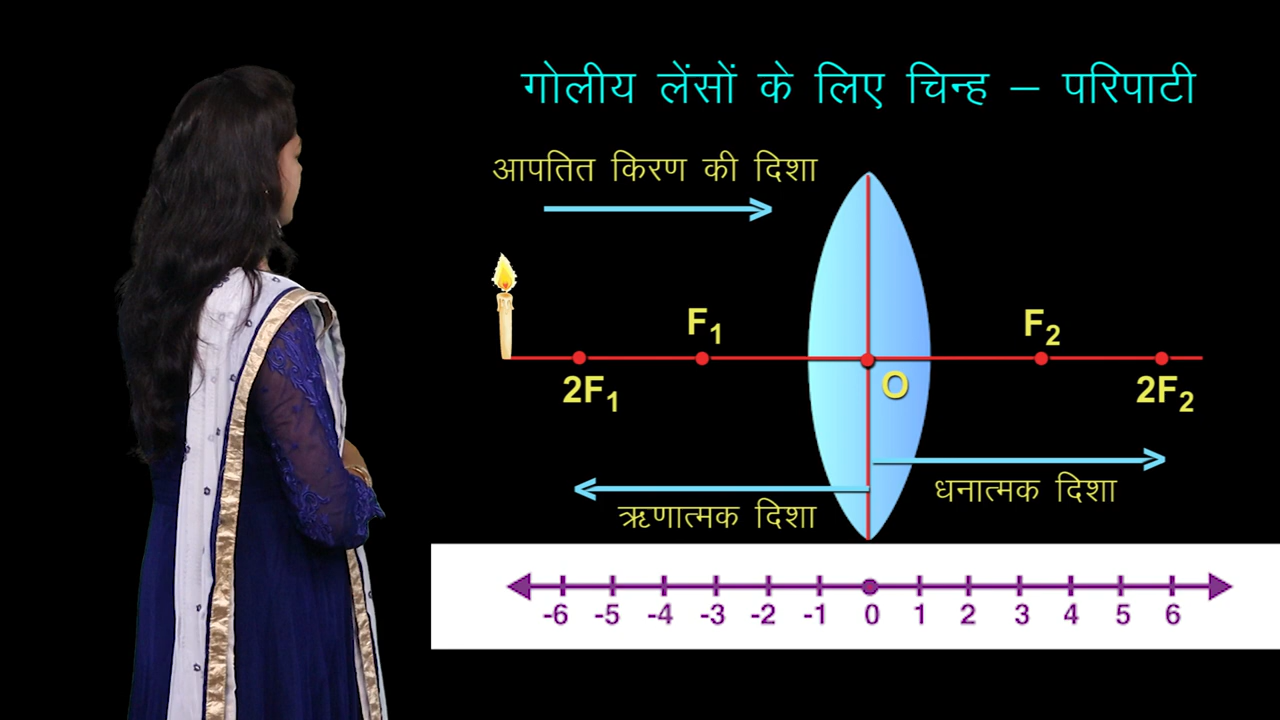 गोलीय लेंसों के लिए चिन्ह – परिपाटी
आपतित किरण की दिशा
F1 F2
O
2F1 2F2
धनात्मक दिशा
ऋणात्मक दिशा
-6 -5 -4 -3 -2 -1 0 1 2 3 4 5 6